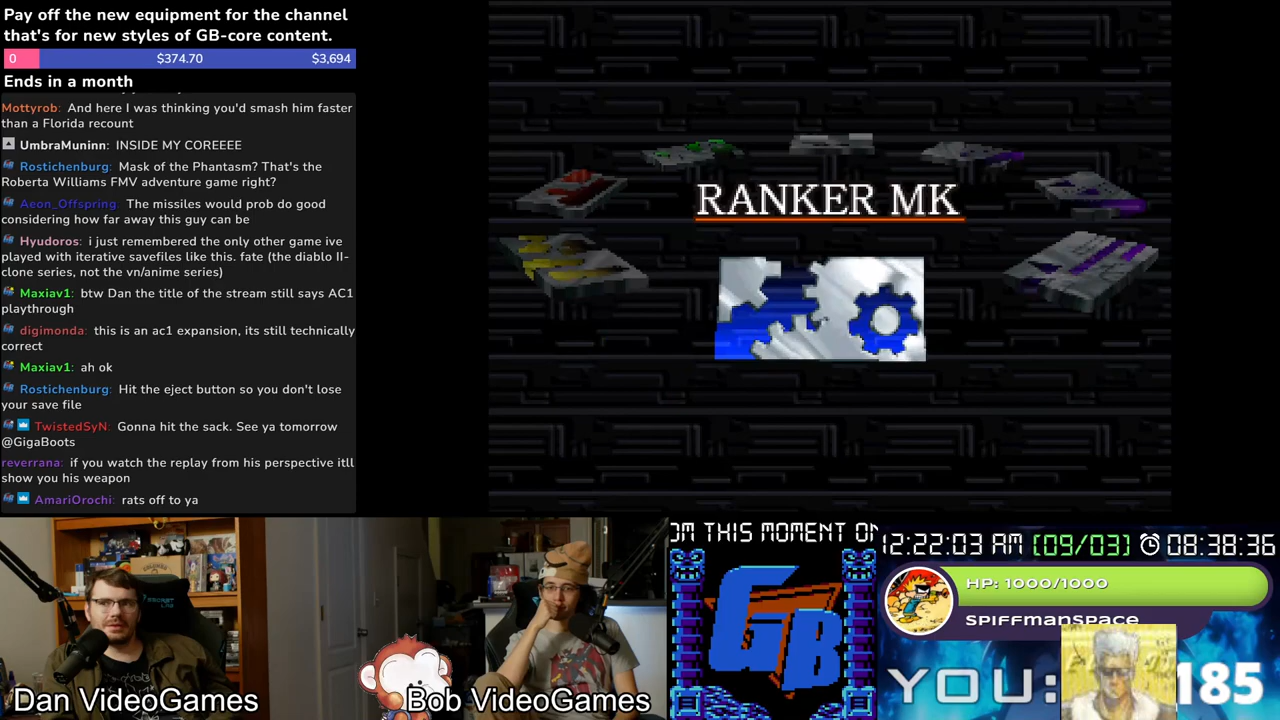 Pay off the new equipment for the channel
that's for new styles of GB-core content.
0 $374.70 $3,694
Ends in a month
Mottyrob: And here I was thinking you'd smash him faster
than a Florida recount
UmbraMuninn: INSIDE MY COREEEE
Rostichenburg: Mask of the Phantasm? That's the
Roberta Williams FMV adventure game right?
Aeon_Offspring: The missiles would prob do good
considering how far away this guy can be
Hyudoros: i just remembered the only other game ive
played with iterative savefiles like this. fate (the diablo II-
clone series, not the vn/anime series)
Maxiav1: btw Dan the title of the stream still says AC1
playthrough
digimonda: this is an ac1 expansion, its still technically
correct
Maxiav1: ah ok
Rostichenburg: Hit the eject button so you don't lose
your save file
TwistedSyN: Gonna hit the sack. See ya tomorrow
@GigaBoots
reverrana: if you watch the replay from his perspective itll
show you his weapon
AmariOrochi: rats off to ya
RANKER MK
Dan VideoGames
Bob VideoGames
OM THIS MOMENT ON
GB
2:22:03 AM [09/03] 08:38:36
HP: 1000/1000
SPIFFMANSPACE
YOU: 185